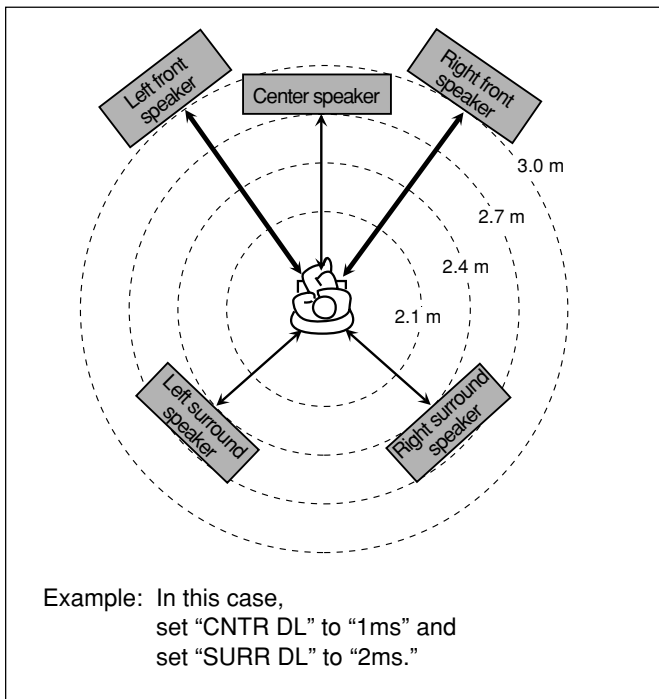 Left front
speaker
Center speaker
Right front
speaker
3.0 m
2.7 m
2.4 m
2.1 m
Left surround
speaker
Right surround
speaker
Example: In this case,
set “CNTR DL” to “1ms” and
set “SURR DL” to “2ms.”